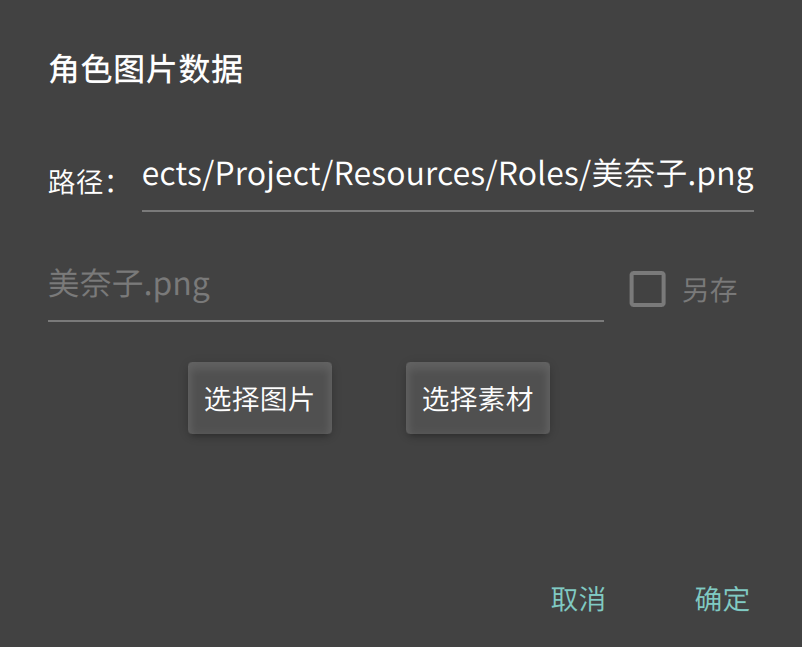 角色图片数据
路径： ects/Project/Resources/Roles/美奈子.png
美奈子.png 另存
选择图片 选择素材
取消 确定